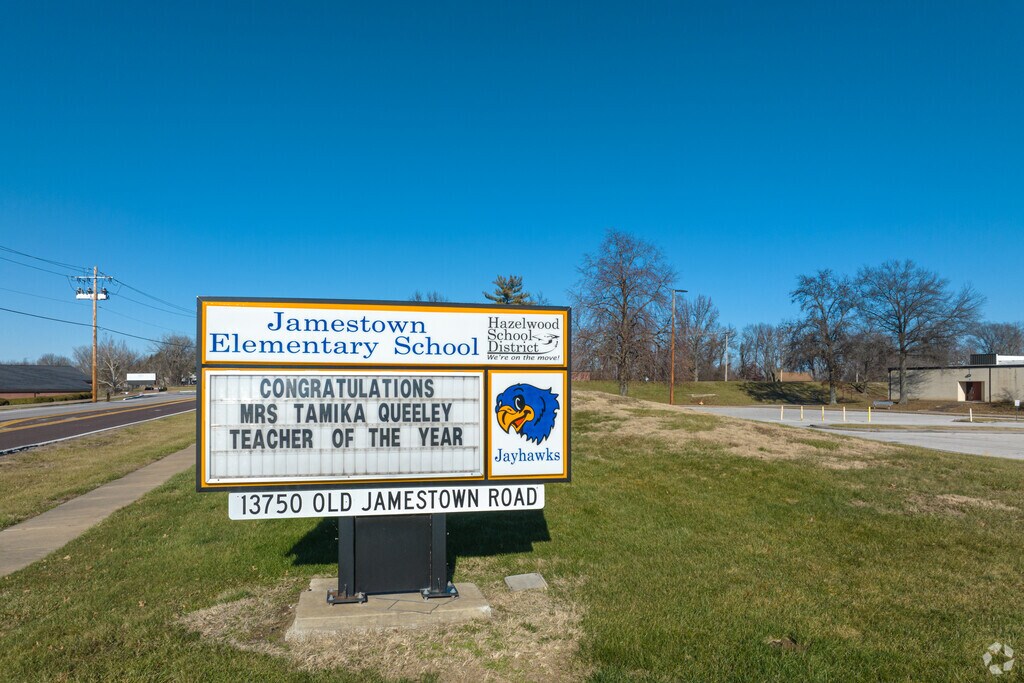 Jamestown
Elementary School
Hazelwood
School
District
We're on the move!
CONGRATULATIONS
MRS TAMIKA QUEELEY
TEACHER OF THE YEAR
Jayhawks
13750 OLD JAMESTOWN ROAD